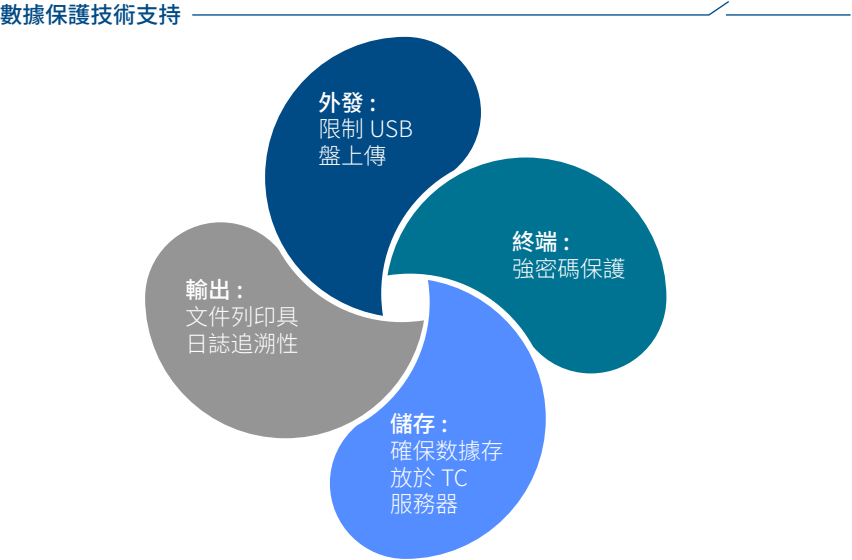 數據保護技術支持
外發：
限制 USB
盤上傳
終端：
強密碼保護
輸出：
文件列印具
日誌追溯性
儲存：
確保数據存
放於 TC
服務器